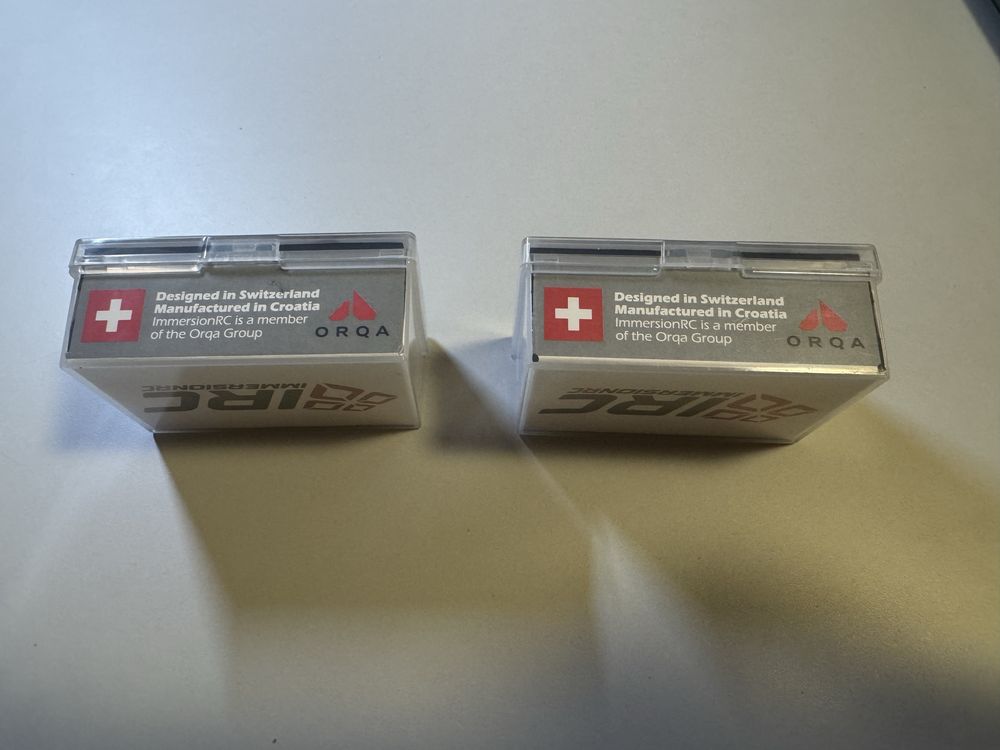 Designed in Switzerland
Manufactured in Croatia
ImmersionRC is a member
of the Orqa Group
ORQA
IRC
IMMERSIONRC
Designed in Switzerland
Manufactured in Croatia
ImmersionRC is a member
of the Orqa Group
ORQA
IRC
IMMERSIONRC